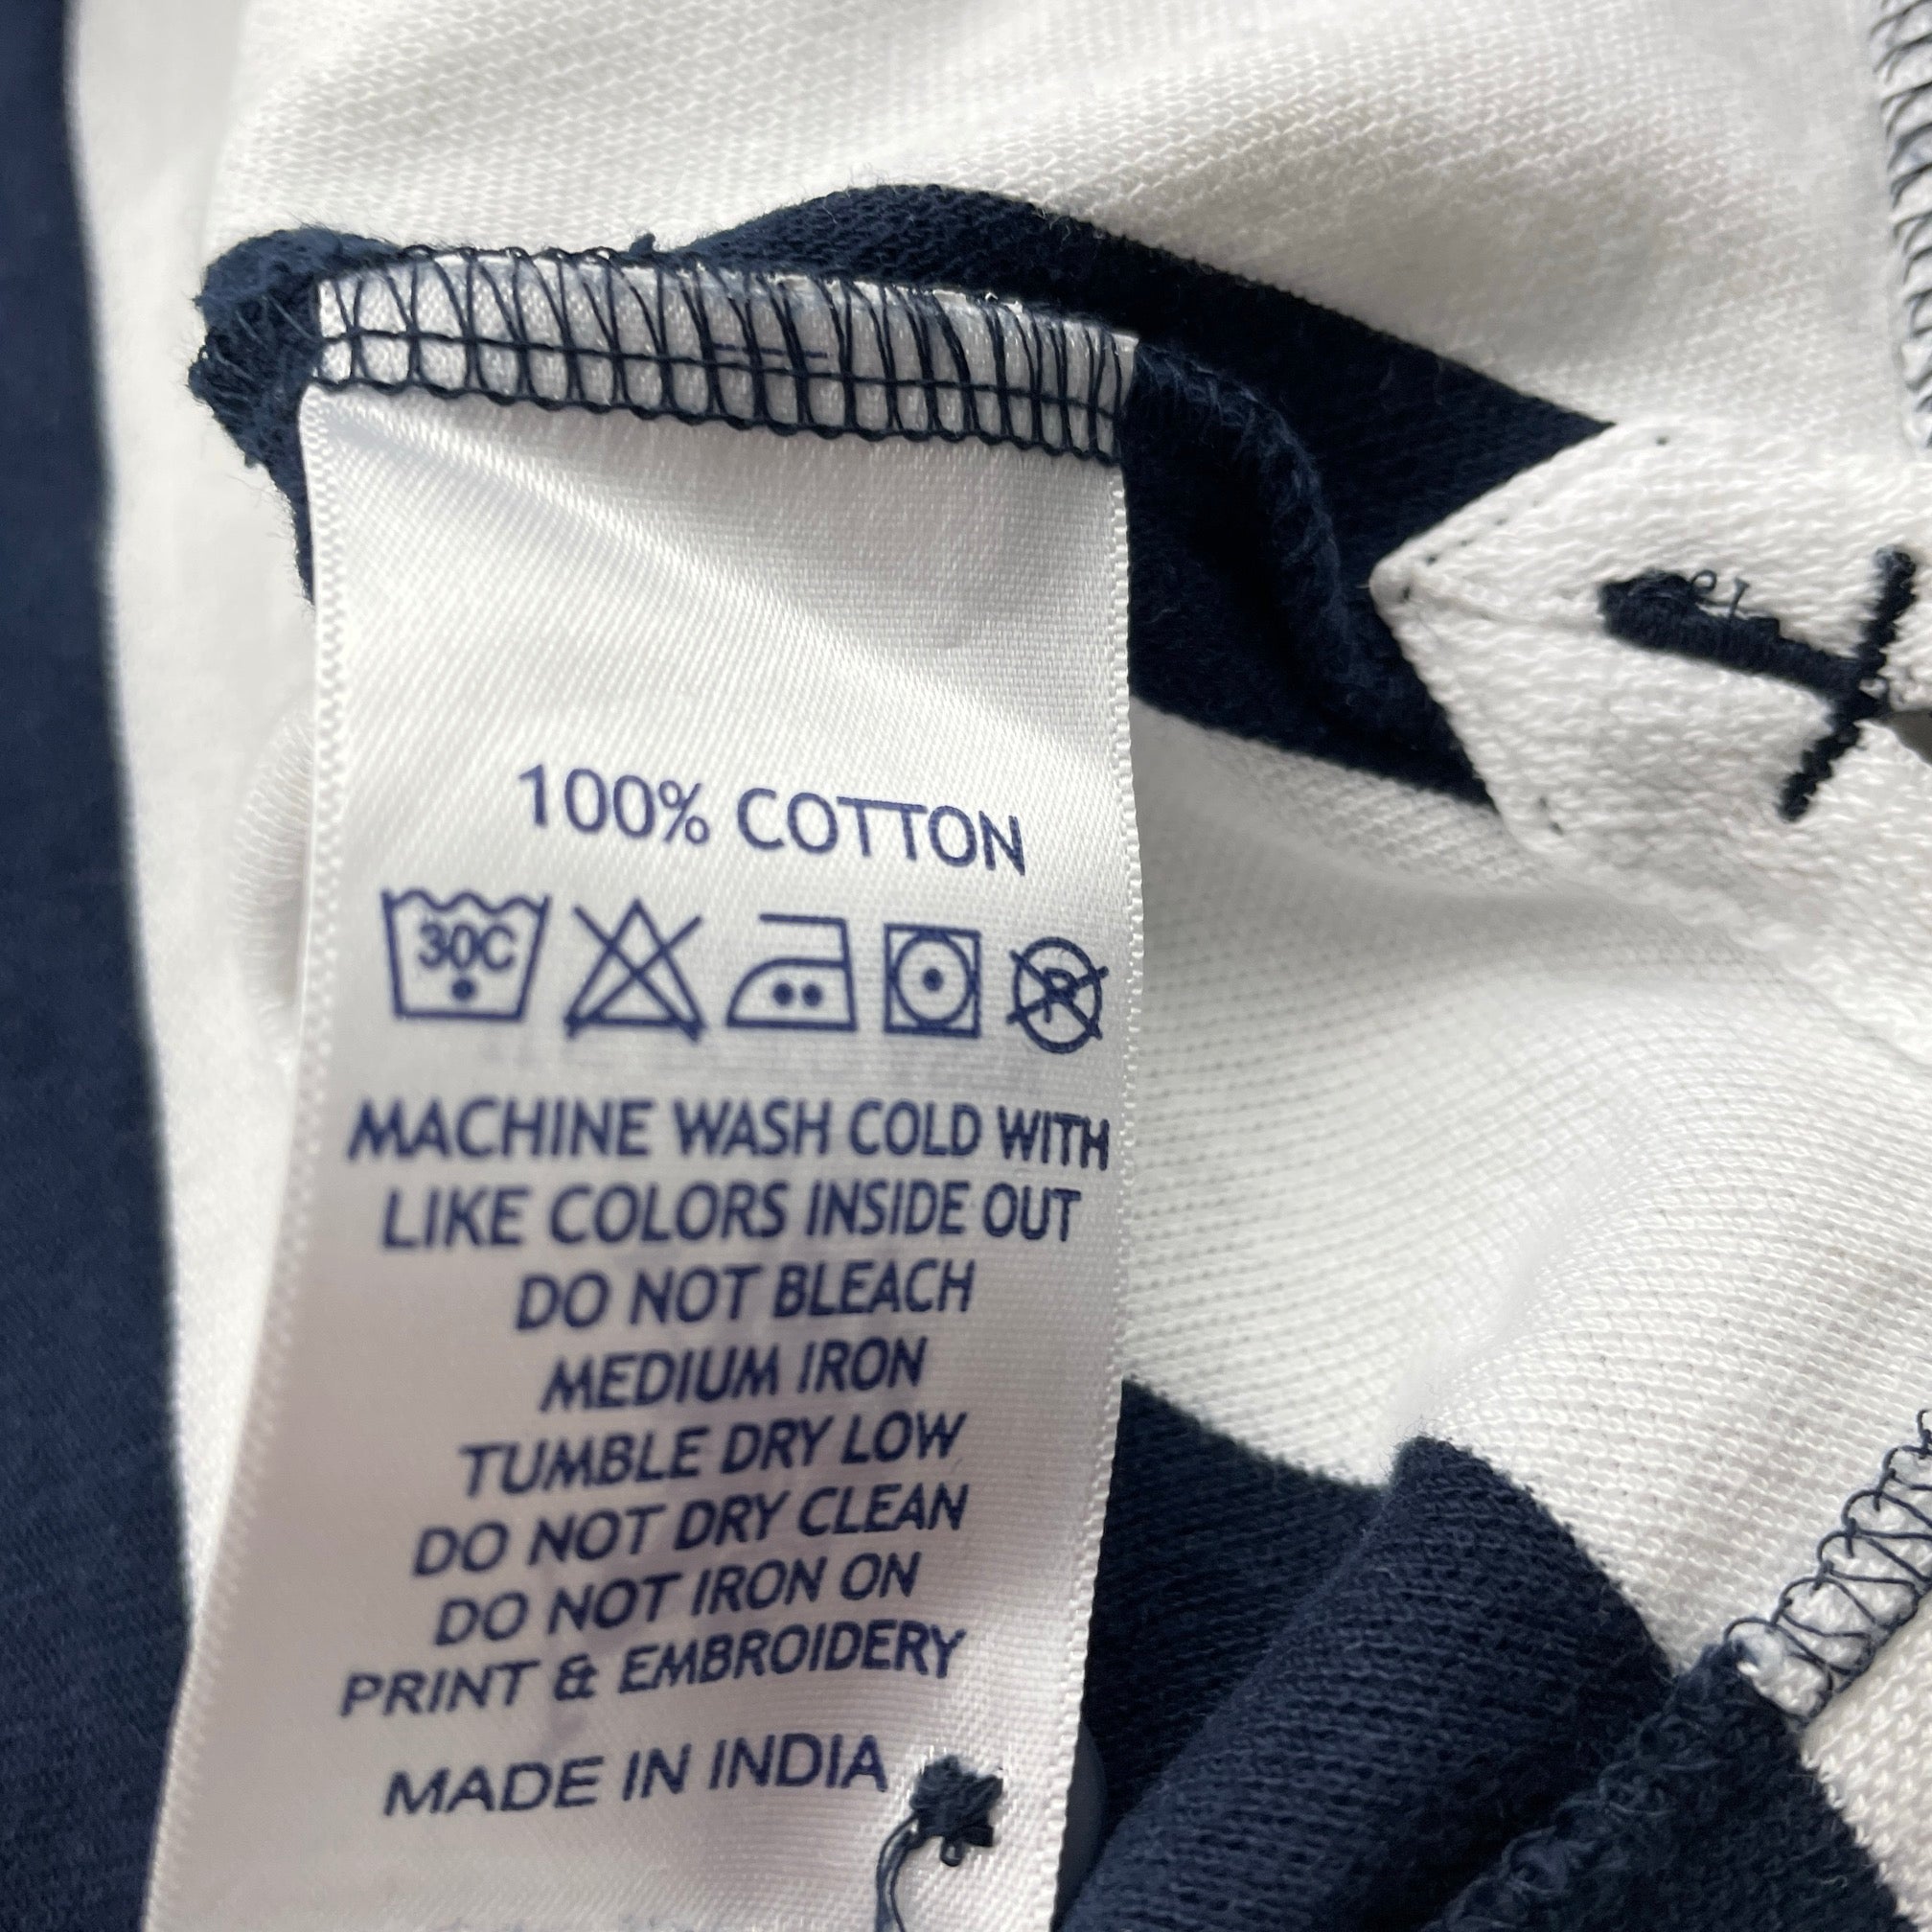 100% COTTON
30C
R
MACHINE WASH COLD WITH
LIKE COLORS INSIDE OUT
DO NOT BLEACH
MEDIUM IRON
TUMBLE DRY LOW
DO NOT DRY CLEAN
DO NOT IRON ON
PRINT & EMBROIDERY
MADE IN INDIA